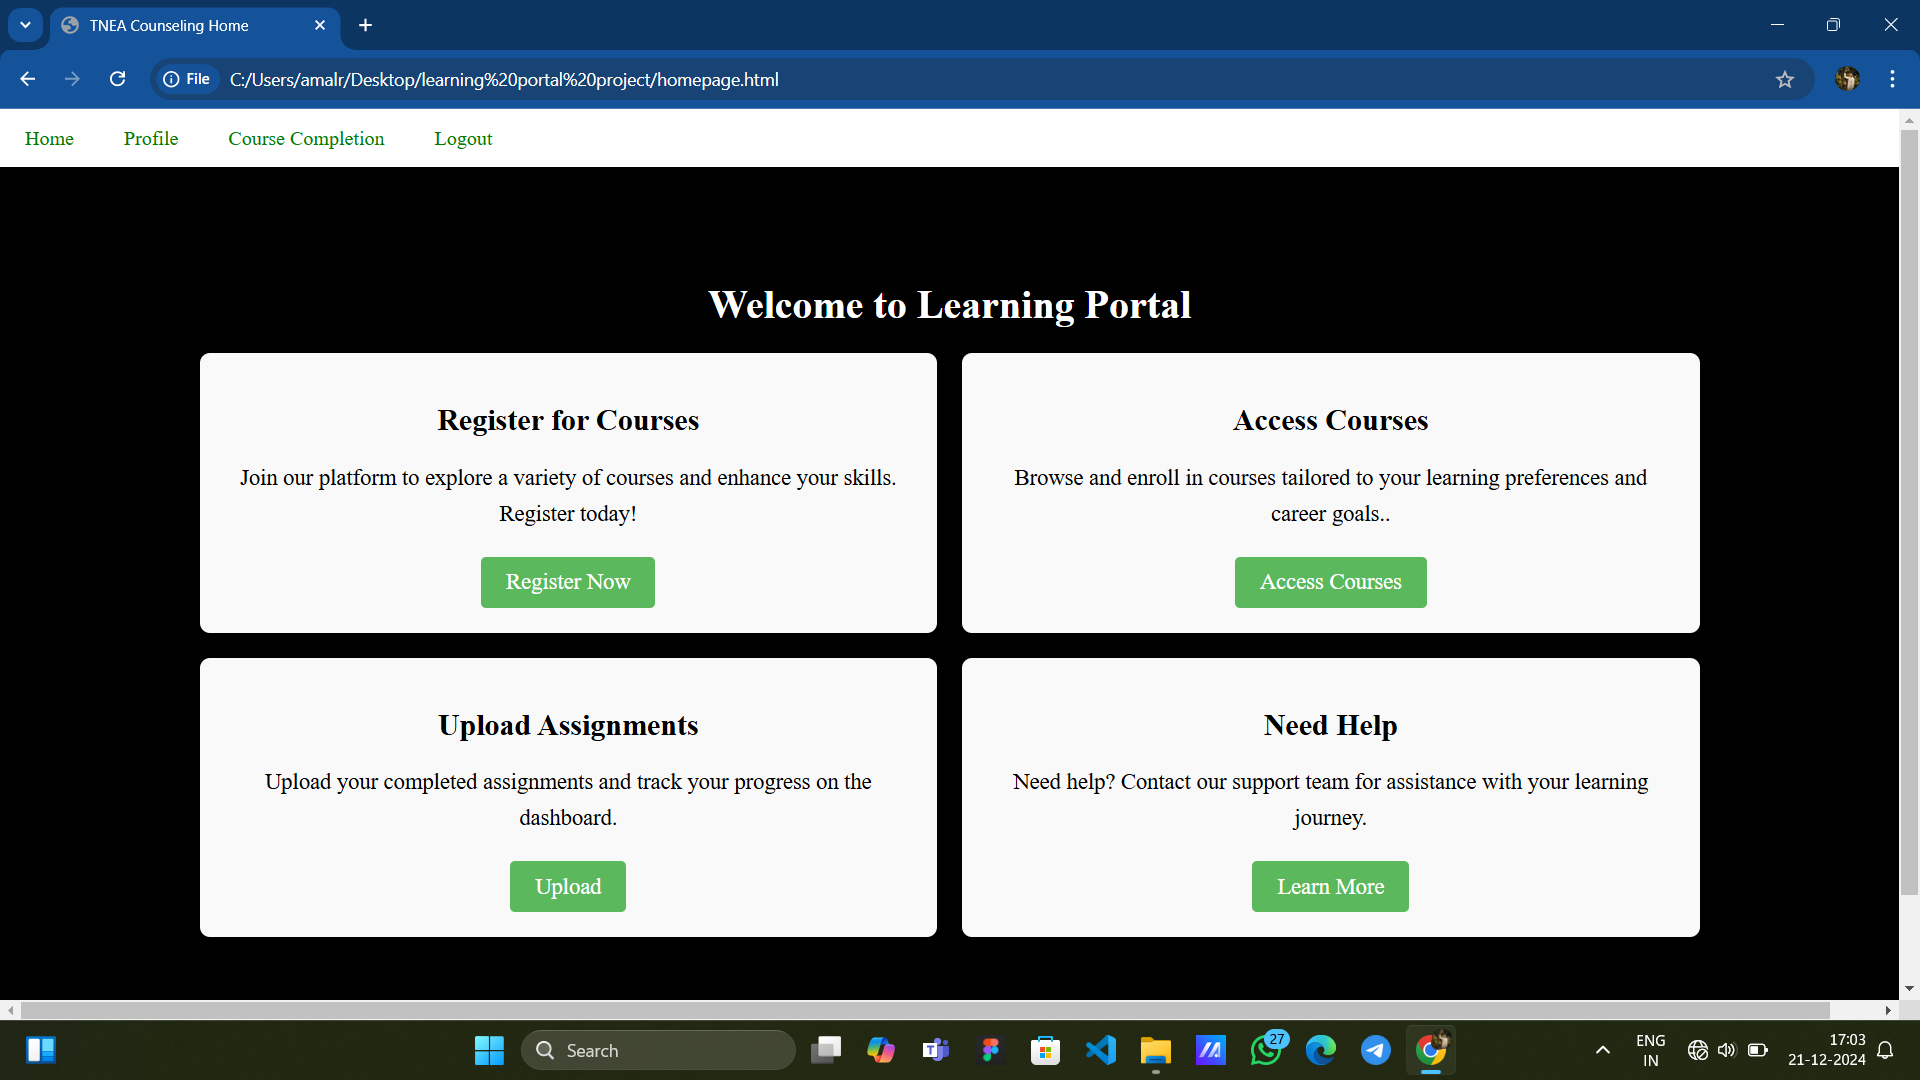 TNEA Counseling Home
File
C:/Users/amalr/Desktop/learning%20portal%20project/homepage.html
Home Profile Course Completion Logout
Welcome to Learning Portal
Register for Courses
Join our platform to explore a variety of courses and enhance your skills.
Register today!
Register Now
Access Courses
Browse and enroll in courses tailored to your learning preferences and
career goals..
Access Courses
Upload Assignments
Upload your completed assignments and track your progress on the
dashboard.
Upload
Need Help
Need help? Contact our support team for assistance with your learning
journey.
Learn More
Search
27
ENG
IN
17:03
21-12-2024